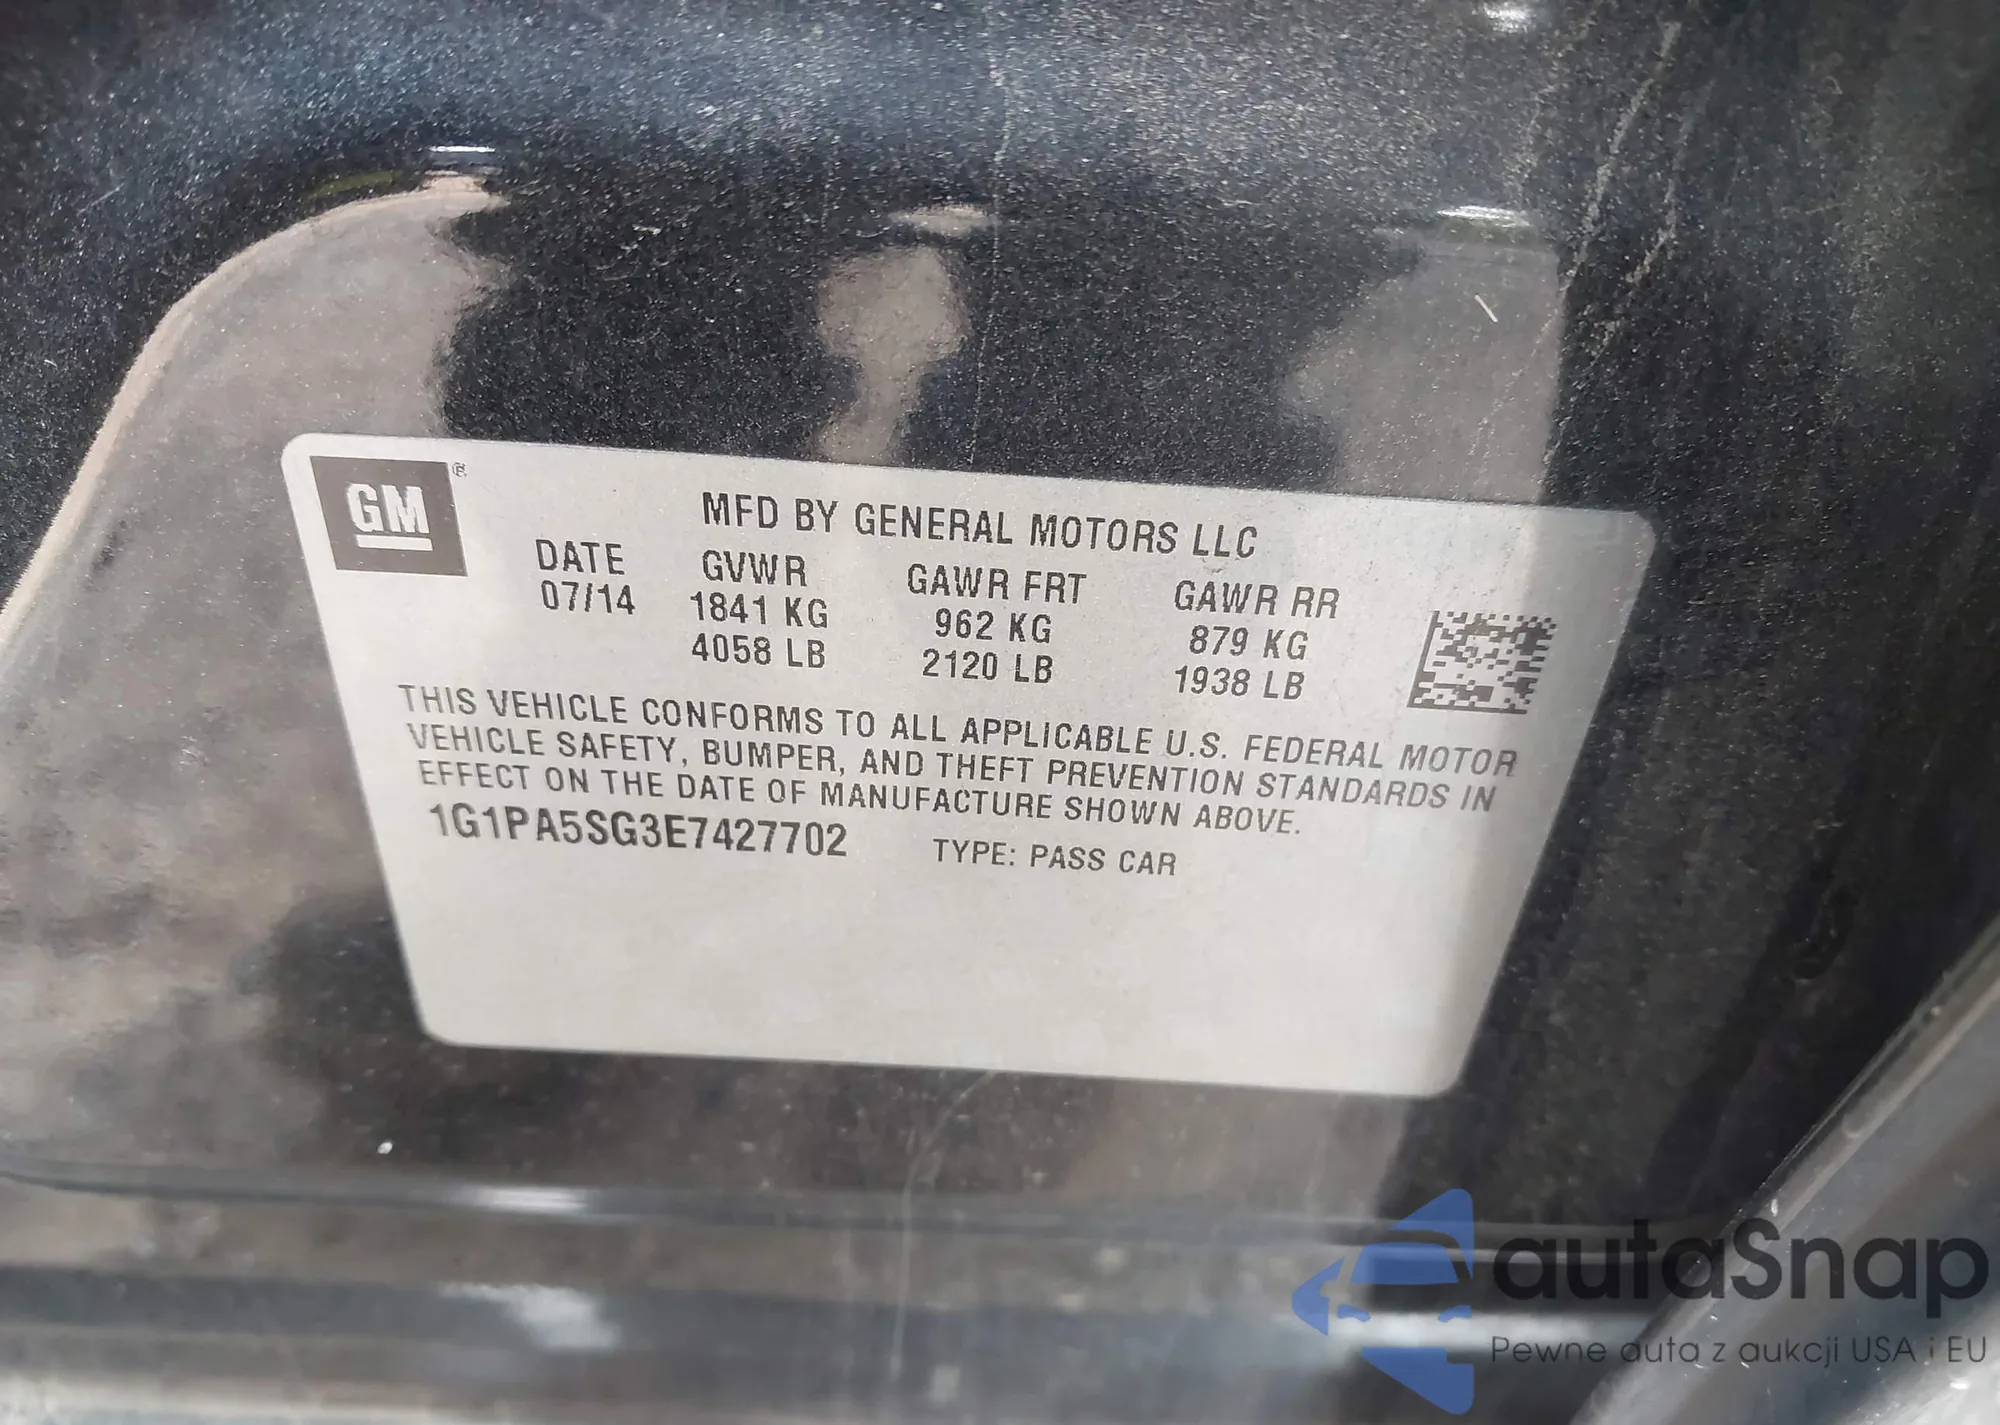 GM ®
MFD BY GENERAL MOTORS LLC
DATE GVWR GAWR FRT GAWR RR
07/14 1841 KG 962 KG 879 KG
4058 LB 2120 LB 1938 LB
THIS VEHICLE CONFORMS TO ALL APPLICABLE U.S. FEDERAL MOTOR
VEHICLE SAFETY, BUMPER, AND THEFT PREVENTION STANDARDS IN
EFFECT ON THE DATE OF MANUFACTURE SHOWN ABOVE.
1G1PA5SG3E7427702 TYPE: PASS CAR
autaSnap
Pewne auta z aukcji USA i EU